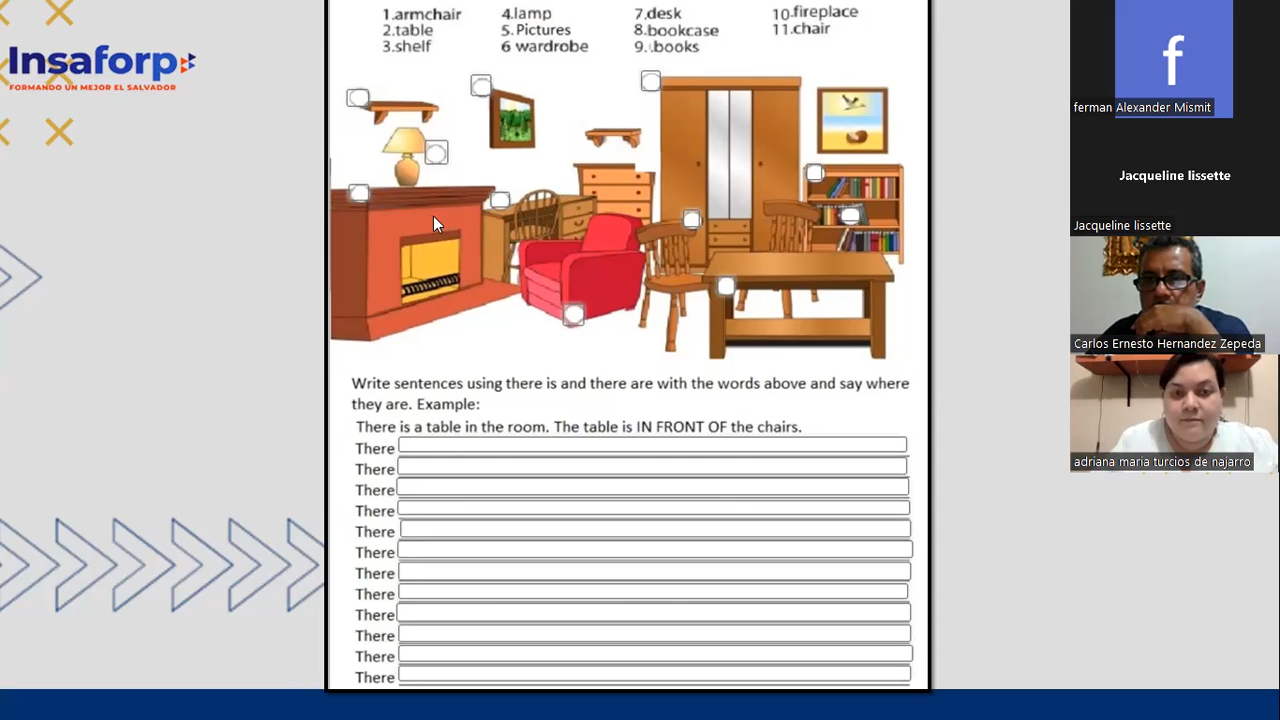 1.armchair 4.lamp 7.desk 10.fireplace
2.table 5.Pictures 8.bookcase 11.chair
3.shelf 6 wardrobe 9. books
Insaforp
FORMANDO UN MEJOR EL SALVADOR
Write sentences using there is and there are with the words above and say where
they are. Example:
There is a table in the room. The table is IN FRONT OF the chairs.
There
There
There
There
There
There
There
There
There
There
There
There
f
ferman Alexander Mismit
Jacqueline lissette
Jacqueline lissette
Carlos Ernesto Hernandez Zepeda
adriana maria turcios de najarro